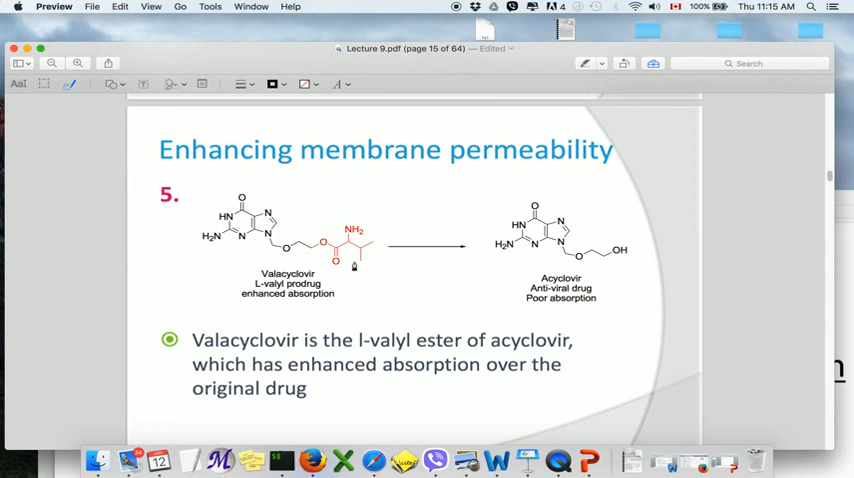 Preview File Edit View Go Tools Window Help
4 100% Thu 11:15 AM
TXT
Lecture 9.pdf (page 15 of 64) — Edited
Search
AaI T A
Enhancing membrane permeability
5.
O
HN N
H2N N N
O O NH2
O
O
HN N
H2N N N
O OH
Valacyclovir
L-valyl prodrug
enhanced absorption
Acyclovir
Anti-viral drug
Poor absorption
Valacyclovir is the l-valyl ester of acyclovir,
which has enhanced absorption over the
original drug
n
12